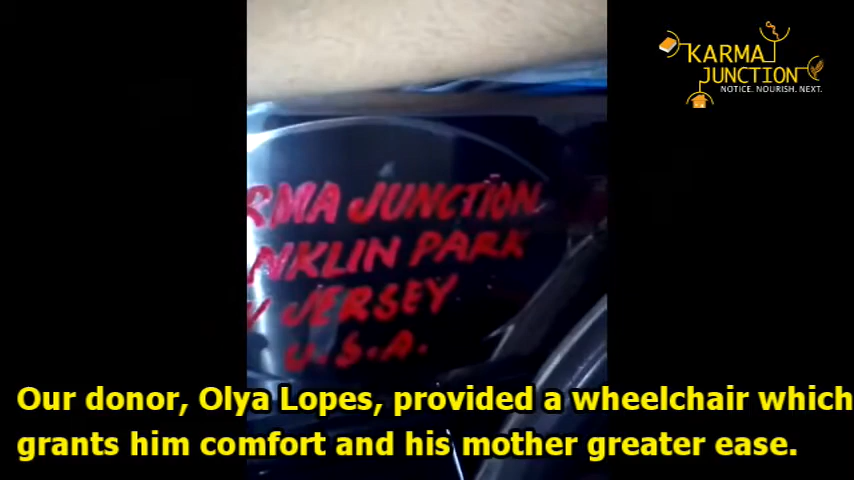 KARMA
JUNCTION
NOTICE. NOURISH. NEXT.
RMA JUNCTION
NKLIN PARK
JERSEY
U.S.A.
Our donor, Olya Lopes, provided a wheelchair which
grants him comfort and his mother greater ease.